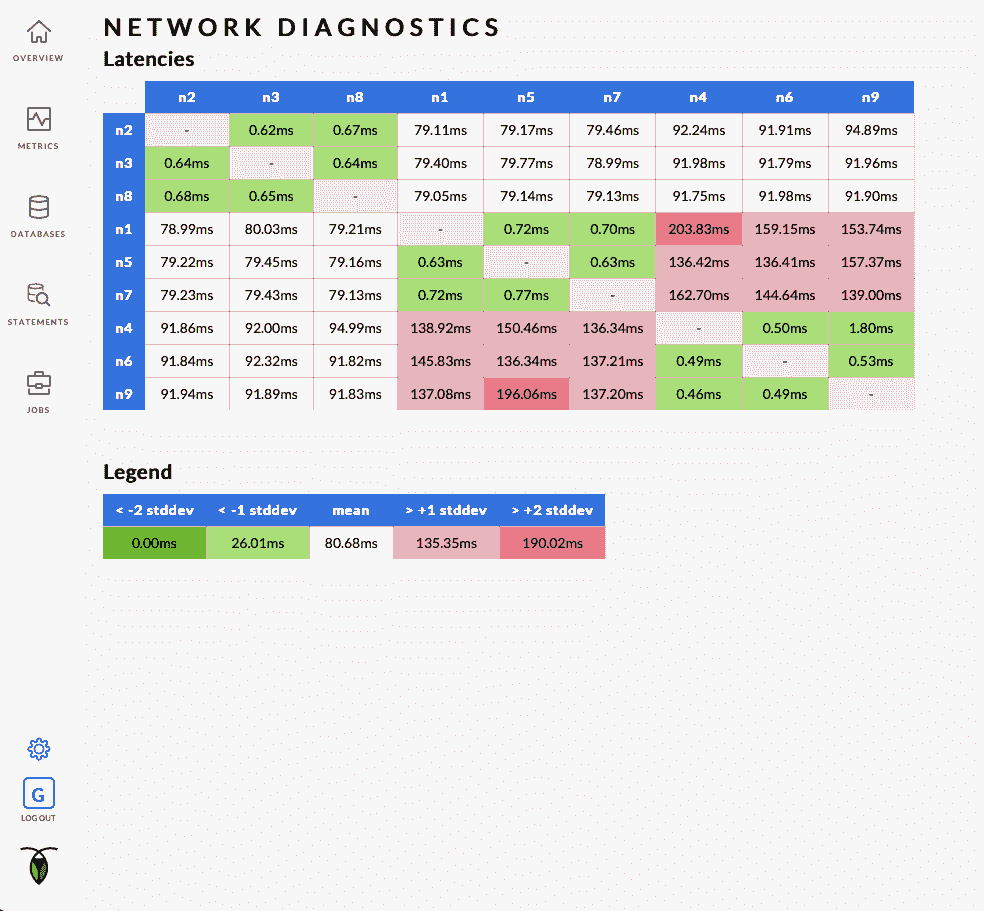 NETWORK DIAGNOSTICS
Latencies
n2 n3 n8 n1 n5 n7 n4 n6 n9
n2 - 0.62ms 0.67ms 79.11ms 79.17ms 79.46ms 92.24ms 91.91ms 94.89ms
n3 0.64ms - 0.64ms 79.40ms 79.77ms 78.99ms 91.98ms 91.79ms 91.96ms
n8 0.68ms 0.65ms - 79.05ms 79.14ms 79.13ms 91.75ms 91.98ms 91.90ms
n1 78.99ms 80.03ms 79.21ms - 0.72ms 0.70ms 203.83ms 159.15ms 153.74ms
n5 79.22ms 79.45ms 79.16ms 0.63ms - 0.63ms 136.42ms 136.41ms 157.37ms
n7 79.23ms 79.43ms 79.13ms 0.72ms 0.77ms - 162.70ms 144.64ms 139.00ms
n4 91.86ms 92.00ms 94.99ms 138.92ms 150.46ms 136.34ms - 0.50ms 1.80ms
n6 91.84ms 92.32ms 91.82ms 145.83ms 136.34ms 137.21ms 0.49ms - 0.53ms
n9 91.94ms 91.89ms 91.83ms 137.08ms 196.06ms 137.20ms 0.46ms 0.49ms -
Legend
< -2 stddev < -1 stddev mean > +1 stddev > +2 stddev
0.00ms 26.01ms 80.68ms 135.35ms 190.02ms
OVERVIEW
METRICS
DATABASES
STATEMENTS
JOBS
G
LOG OUT